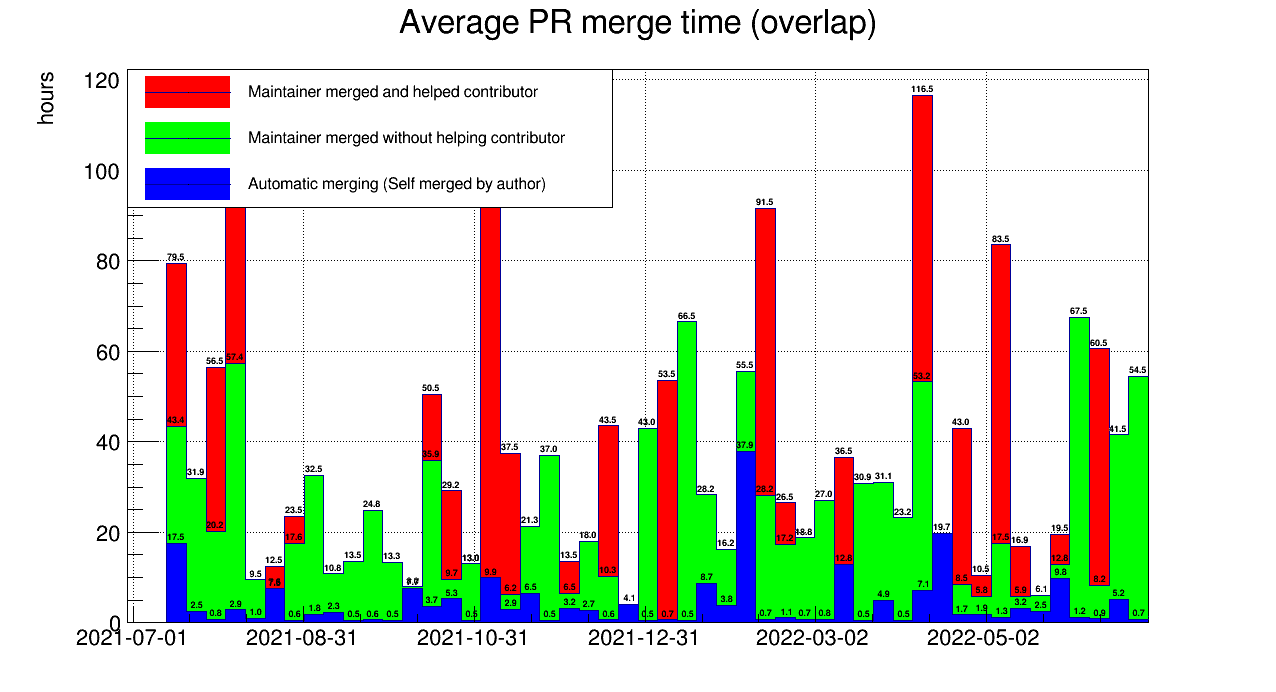 Average PR merge time (overlap)
hours
Maintainer merged and helped contributor
Maintainer merged without helping contributor
Automatic merging (Self merged by author)
120
100
80
60
40
20
0
116.5
91.5
83.5
79.5
67.5
66.5
60.5
57.4
56.5
55.5
54.5
53.5
53.2
50.5
43.4 43.5 43.0 43.0
41.5
37.5 37.0 37.9 36.5
35.9
31.9 32.5 30.9 31.1
29.2 28.2 28.2
26.5 27.0
23.5 24.8 23.2
20.2 21.3 19.7 19.5
17.5 17.6 18.0 16.2 17.2 18.8 17.5 16.9
12.5 10.8 13.5 13.3 13.0 13.5 12.8 12.8
9.5 9.7 9.9 10.3 10.5 9.8
7.6 7.7 6.2 6.5 6.5 8.7 7.1 8.5 5.8 5.9 6.1 8.2
2.5 0.8 2.9 1.0 0.6 1.8 2.3 0.5 0.6 0.5 3.7 5.3 0.5 2.9 3.2 2.7 0.6 4.1 0.5 0.7 0.5 3.8 0.7 1.1 0.7 0.8 0.5 4.9 0.5 1.7 1.9 1.3 3.2 2.5 1.2 0.9 5.2 0.7
2021-07-01 2021-08-31 2021-10-31 2021-12-31 2022-03-02 2022-05-02